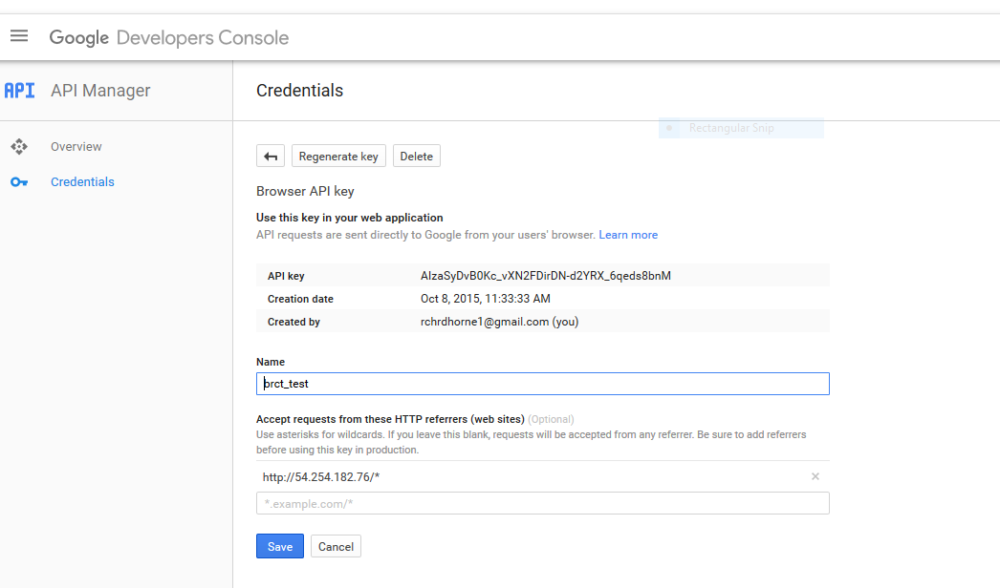 Google Developers Console
API API Manager
Credentials
Rectangular Snip
Overview
Credentials
Regenerate key Delete
Browser API key
Use this key in your web application
API requests are sent directly to Google from your users' browser. Learn more
API key AIzaSyDvB0Kc_vXN2FDirDN-d2YRX_6qeds8bnM
Creation date Oct 8, 2015, 11:33:33 AM
Created by rchrdhorne1@gmail.com (you)
Name
brct_test
Accept requests from these HTTP referrers (web sites) (Optional)
Use asterisks for wildcards. If you leave this blank, requests will be accepted from any referrer. Be sure to add referrers
before using this key in production.
http://54.254.182.76/*
*.example.com/*
Save Cancel